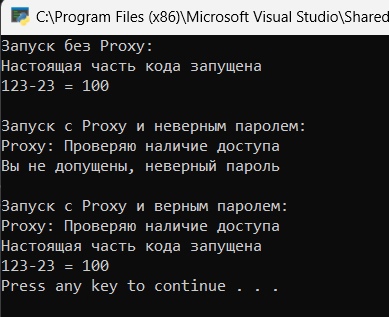 C:\Program Files (x86)\Microsoft Visual Studio\Shared
Запуск без Proxy:
Настоящая часть кода запущена
123-23 = 100
Запуск с Proxy и неверным паролем:
Proxy: Проверяю наличие доступа
Вы не допущены, неверный пароль
Запуск с Proxy и верным паролем:
Proxy: Проверяю наличие доступа
Настоящая часть кода запущена
123-23 = 100
Press any key to continue . . .